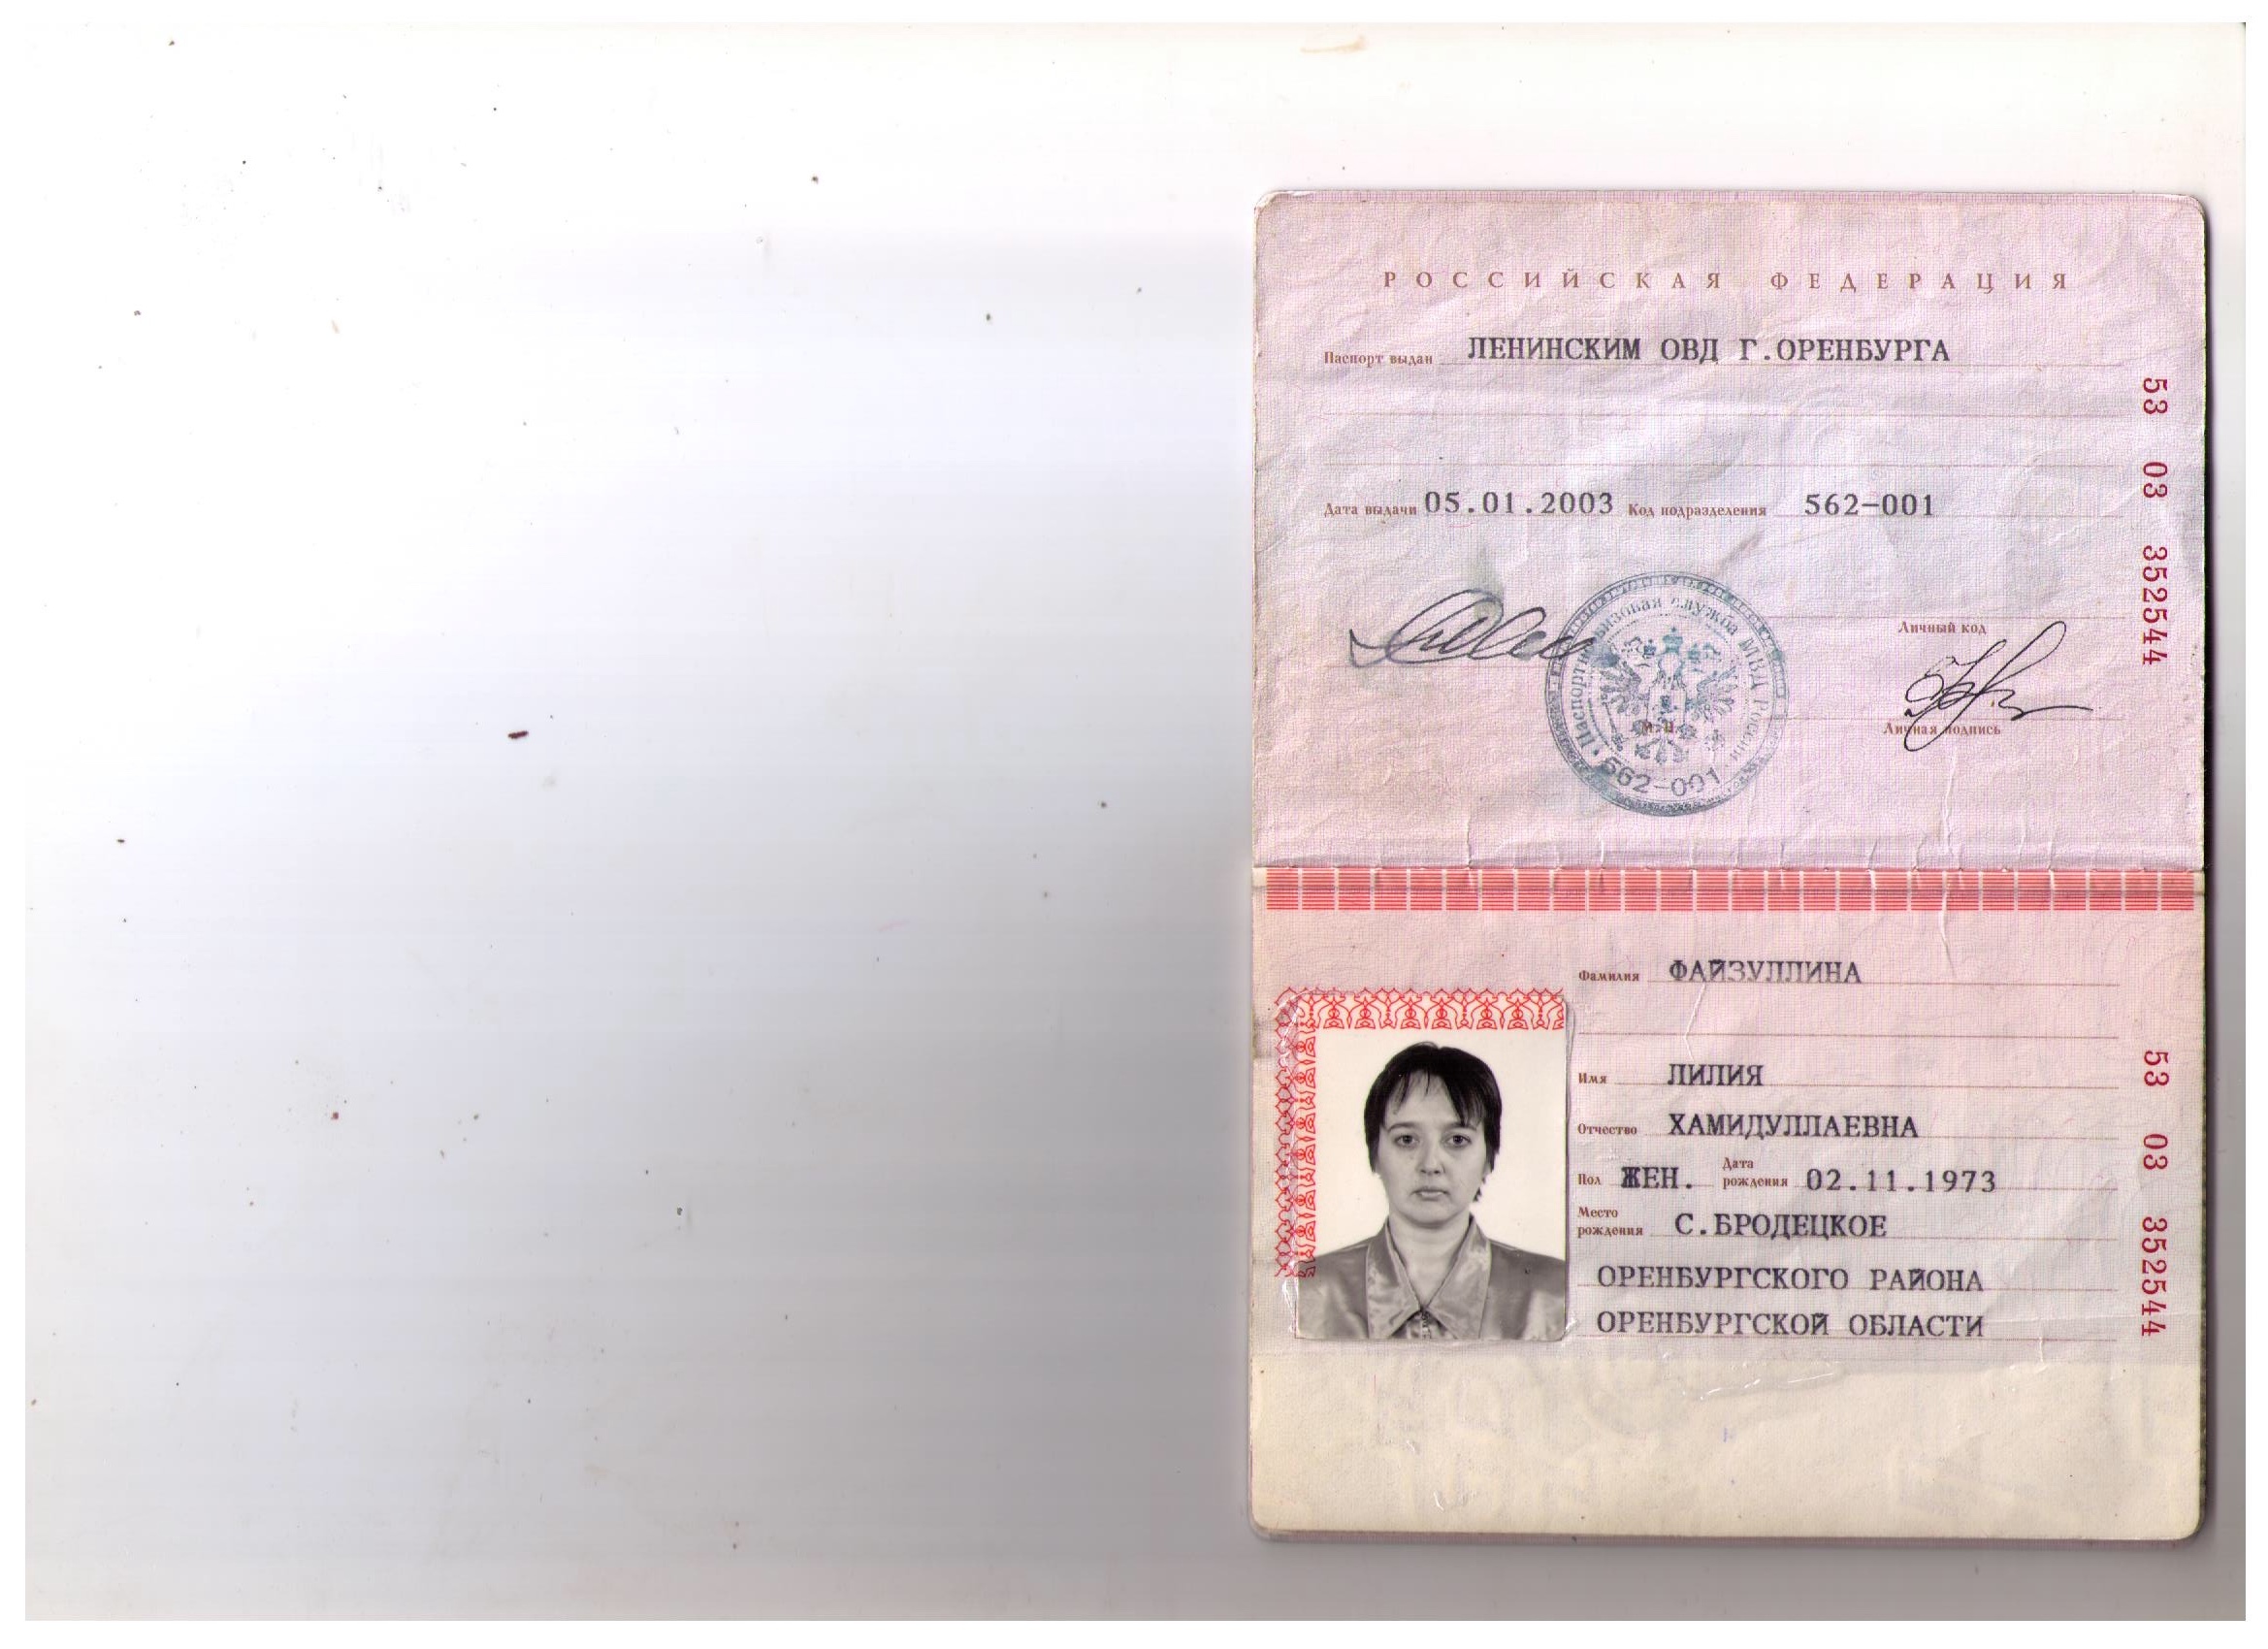 РОССИЙСКАЯ ФЕДЕРАЦИЯ
Паспорт выдан ЛЕНИНСКИМ ОВД Г.ОРЕНБУРГА
Дата выдачи 05.01.2003 Код подразделения 562-001
Личный код
Личная подпись
М.П.
Паспортно-визовая служба МВД России
562-001
53 03 352544
Фамилия ФАЙЗУЛЛИНА
Имя ЛИЛИЯ
Отчество ХАМИДУЛЛАЕВНА
Пол ЖЕН. Дата рождения 02.11.1973
Место рождения С.БРОДЕЦКОЕ
ОРЕНБУРГСКОГО РАЙОНА
ОРЕНБУРГСКОЙ ОБЛАСТИ
53 03 352544